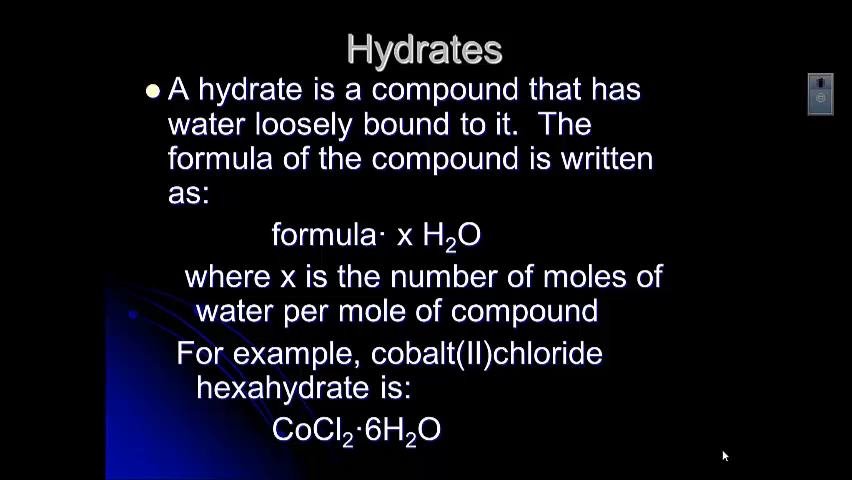 Hydrates
A hydrate is a compound that has
water loosely bound to it.  The
formula of the compound is written
as:
formula· x H₂O
where x is the number of moles of
water per mole of compound
For example, cobalt(II)chloride
hexahydrate is:
CoCl₂·6H₂O